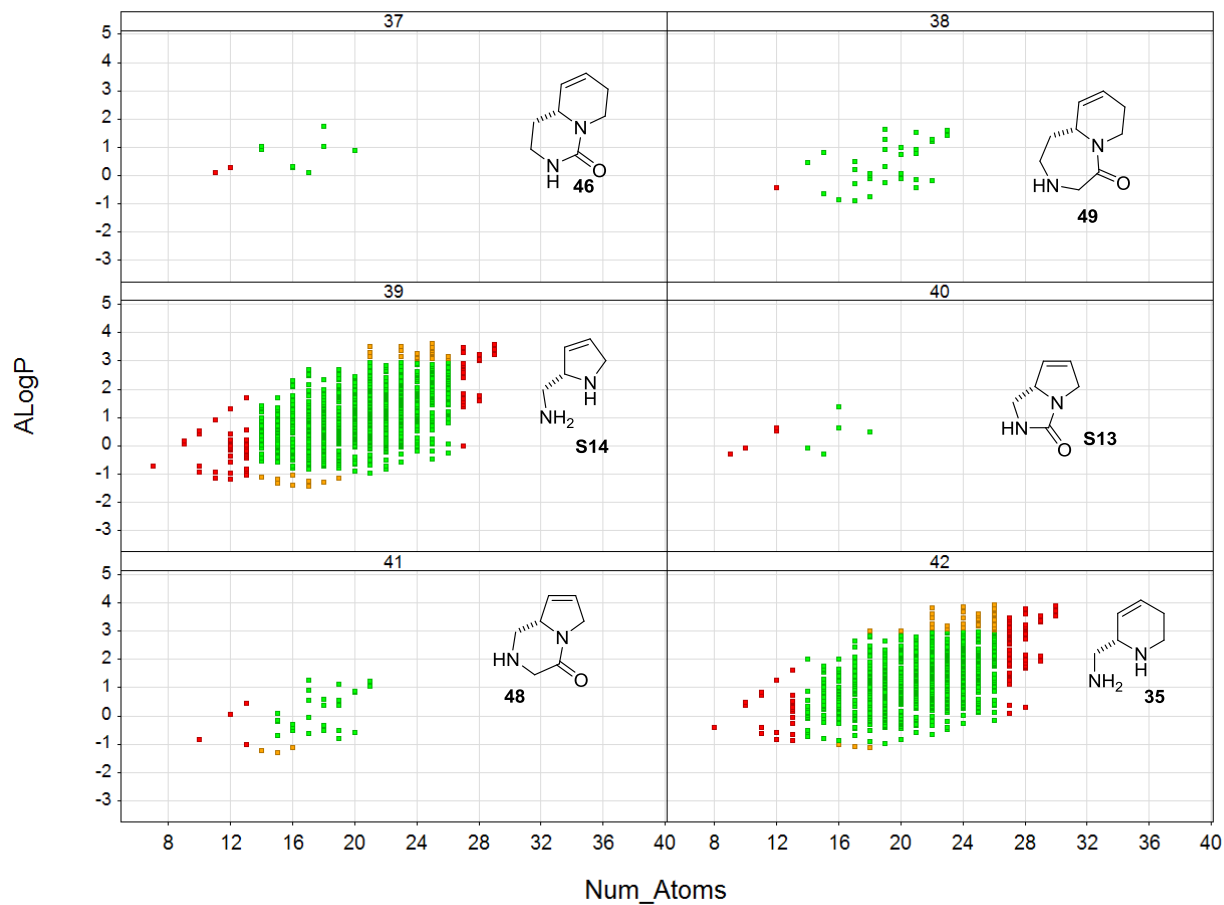 37 38
5
4
3
2
1
0
-1
-2
-3
N
N
H
O
46
N
HN
O
49
39 40
5
4
3
2
1
0
-1
-2
-3
N
H
NH2
S14
N
HN
O
S13
41 42
5
4
3
2
1
0
-1
-2
-3
N
HN
O
48
N
H
NH2
35
ALogP
8 12 16 20 24 28 32 36 40 8 12 16 20 24 28 32 36 40
Num_Atoms